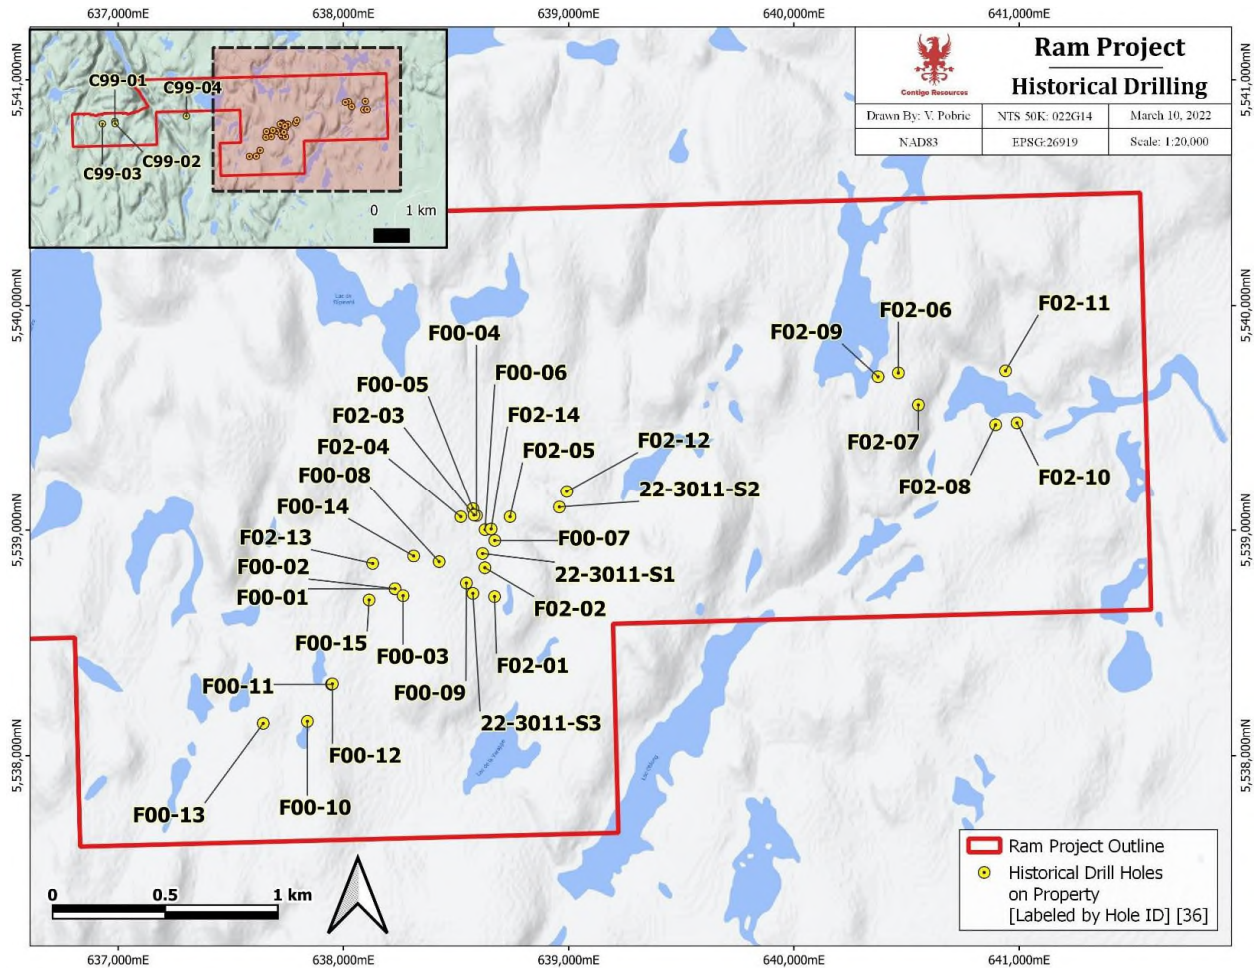 637,000mE
638,000mE
639,000mE
640,000mE
641,000mE
5,541,000mN
5,540,000mN
5,539,000mN
5,538,000mN
C99-01
C99-04
C99-02
C99-03
0 1 km
Contigo Resources
Ram Project
Historical Drilling
Drawn By: V. Pobric
NTS 50K: 022G14
March 10, 2022
NAD83
EPSG:26919
Scale: 1:20,000
5,541,000mN
5,540,000mN
5,539,000mN
5,538,000mN
F02-11
F02-06
F02-09
F00-04
F00-06
F00-05
F02-03
F02-14
F02-04
F02-05
F02-12
F02-07
F00-08
F02-10
F02-08
22-3011-S2
F00-14
F02-13
F00-07
F00-02
22-3011-S1
F00-01
F02-02
F00-15
F00-03
F02-01
F00-11
F00-09
22-3011-S3
F00-12
F00-10
F00-13
0 0.5 1 km
Ram Project Outline
Historical Drill Holes
on Property
[Labeled by Hole ID] [36]
637,000mE
638,000mE
639,000mE
640,000mE
641,000mE